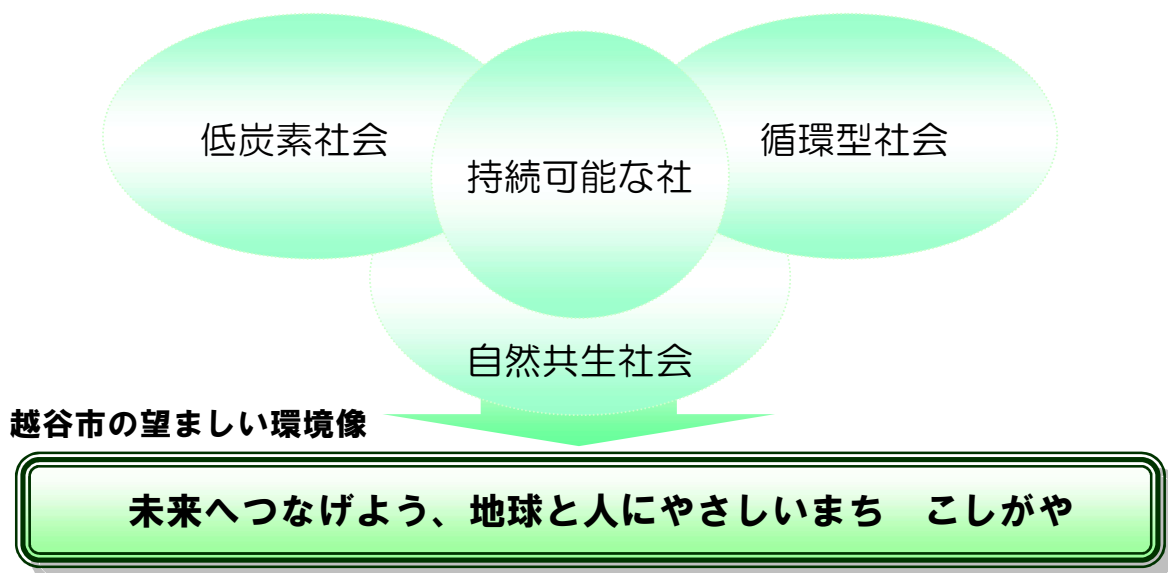 低炭素社会
持続可能な社
循環型社会
自然共生社会
越谷市の望ましい環境像
未来へつなげよう、地球と人にやさしいまち　こしがや